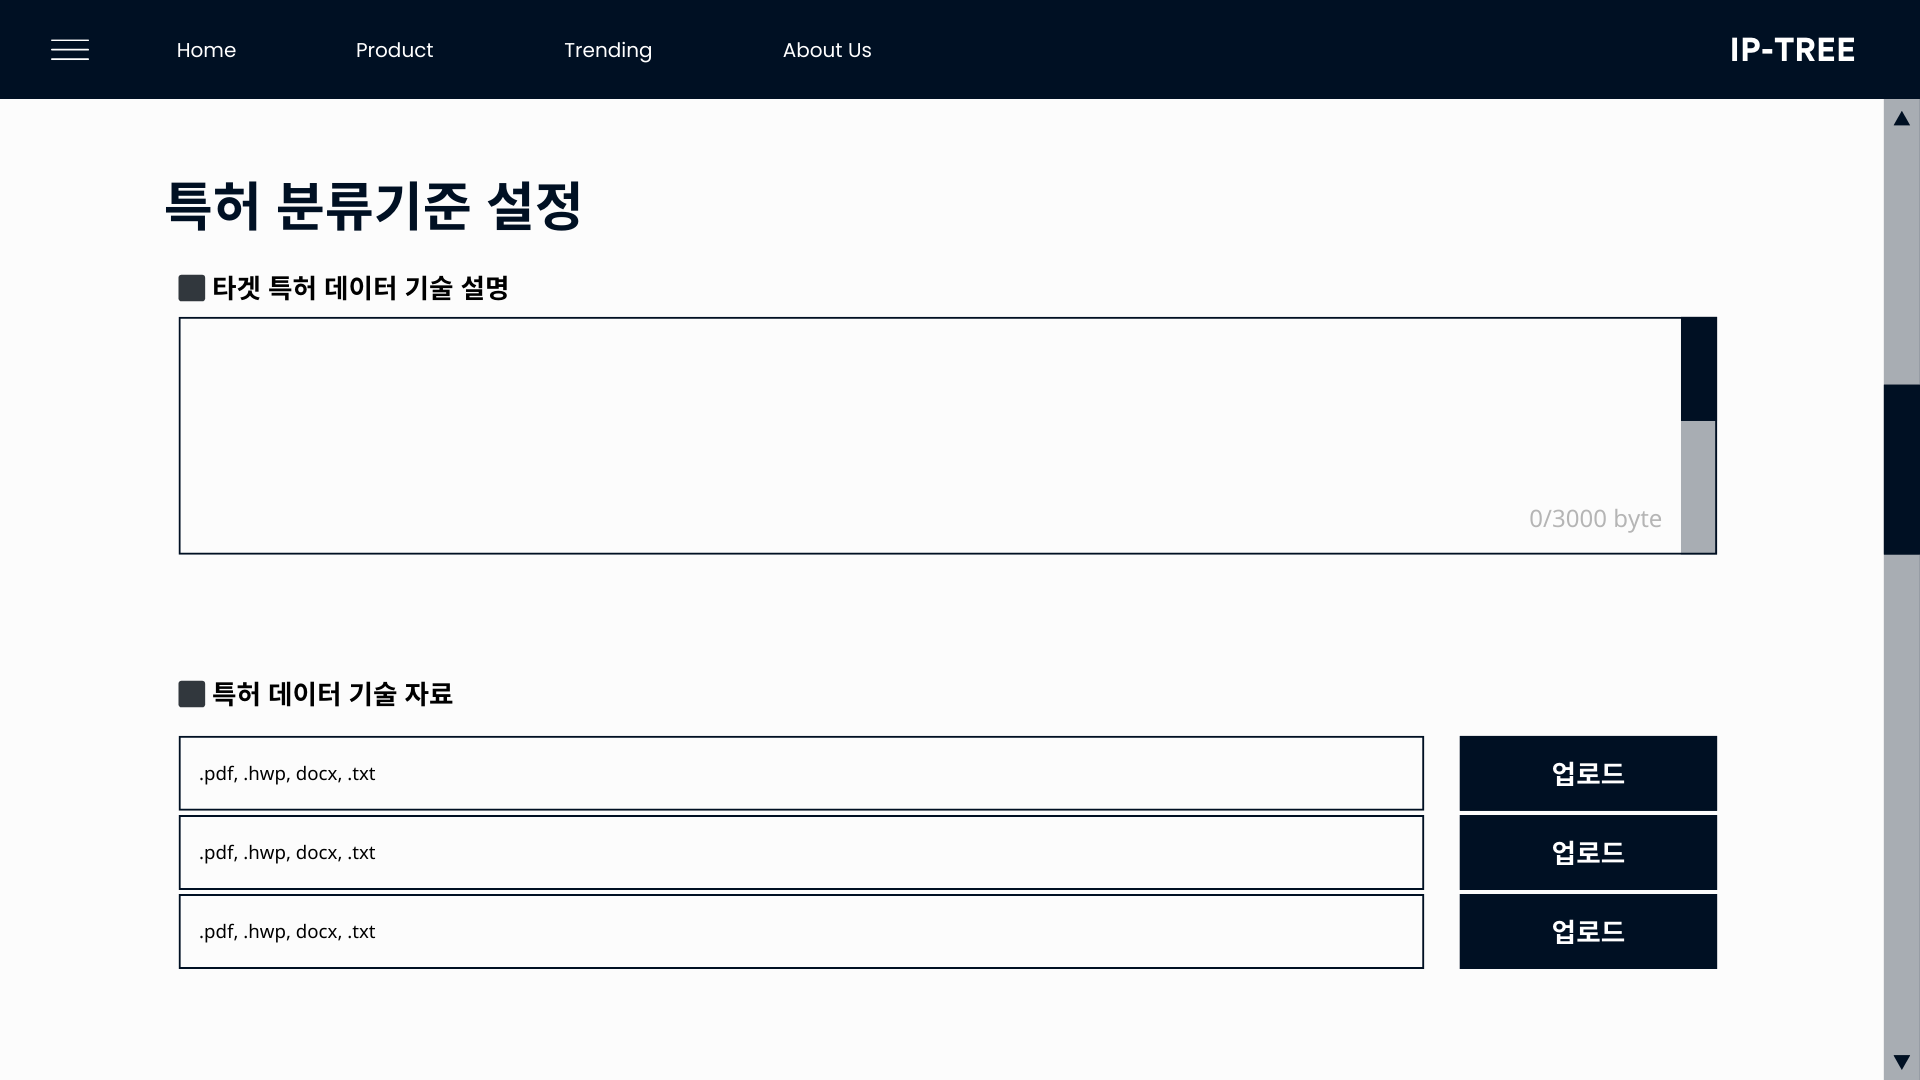 Home Product Trending About Us IP-TREE
특허 분류기준 설정
타겟 특허 데이터 기술 설명
0/3000 byte
특허 데이터 기술 자료
.pdf, .hwp, docx, .txt 업로드
.pdf, .hwp, docx, .txt 업로드
.pdf, .hwp, docx, .txt 업로드